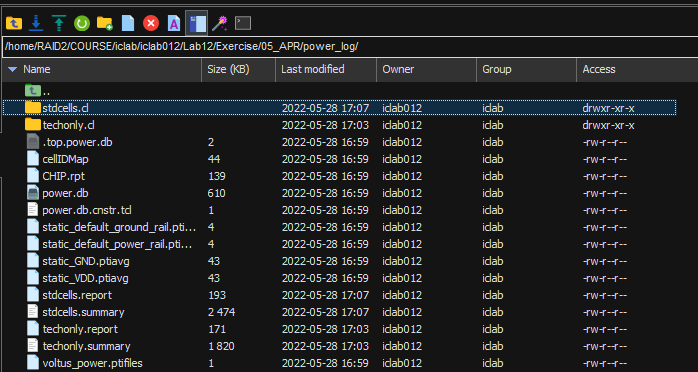 /home/RAID2/COURSE/iclab/iclab012/Lab12/Exercise/05_APR/power_log/
Name Size (KB) Last modified Owner Group Access
..
stdcells.cl 2022-05-28 17:07 iclab012 iclab drwxr-xr-x
techonly.cl 2022-05-28 17:03 iclab012 iclab drwxr-xr-x
.top.power.db 2 2022-05-28 16:59 iclab012 iclab -rw-r--r--
cellIDMap 44 2022-05-28 16:59 iclab012 iclab -rw-r--r--
CHIP.rpt 139 2022-05-28 16:59 iclab012 iclab -rw-r--r--
power.db 610 2022-05-28 16:59 iclab012 iclab -rw-r--r--
power.db.cnstr.tcl 1 2022-05-28 16:59 iclab012 iclab -rw-r--r--
static_default_ground_rail.pti... 4 2022-05-28 16:59 iclab012 iclab -rw-r--r--
static_default_power_rail.pti... 4 2022-05-28 16:59 iclab012 iclab -rw-r--r--
static_GND.ptiavg 43 2022-05-28 16:59 iclab012 iclab -rw-r--r--
static_VDD.ptiavg 43 2022-05-28 16:59 iclab012 iclab -rw-r--r--
stdcells.report 193 2022-05-28 17:07 iclab012 iclab -rw-r--r--
stdcells.summary 2 474 2022-05-28 17:07 iclab012 iclab -rw-r--r--
techonly.report 171 2022-05-28 17:03 iclab012 iclab -rw-r--r--
techonly.summary 1 820 2022-05-28 17:03 iclab012 iclab -rw-r--r--
voltus_power.ptifiles 1 2022-05-28 16:59 iclab012 iclab -rw-r--r--